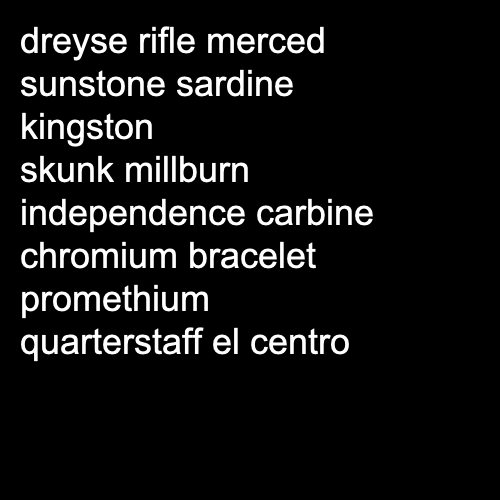 dreyse rifle merced
sunstone sardine
kingston
skunk millburn
independence carbine
chromium bracelet
promethium
quarterstaff el centro